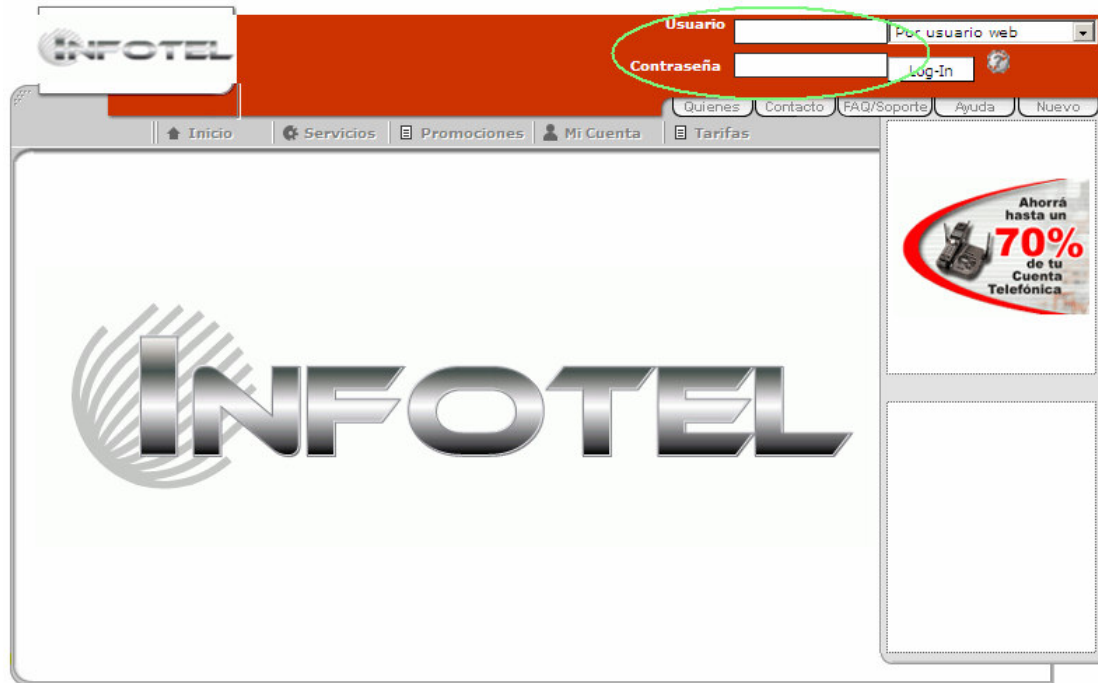 INFOTEL
Usuario
Por usuario web
Contraseña
Log-In
Quienes Contacto FAQ/Soporte Ayuda Nuevo
Inicio Servicios Promociones Mi Cuenta Tarifas
Ahorrá
hasta un
70%
de tu
Cuenta
Telefónica
INFOTEL